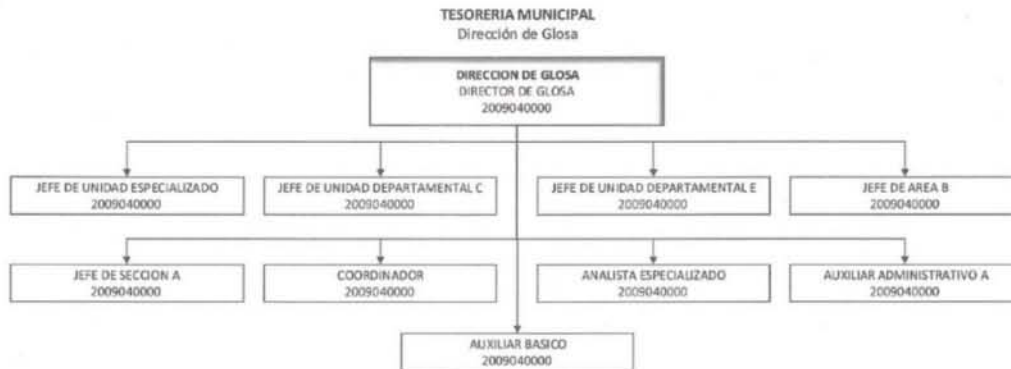 TESORERIA MUNICIPAL
Dirección de Glosa
DIRECCION DE GLOSA
DIRECTOR DE GLOSA
2009040000
JEFE DE UNIDAD ESPECIALIZADO
2009040000
JEFE DE UNIDAD DEPARTAMENTAL C
2009040000
JEFE DE UNIDAD DEPARTAMENTAL E
2009040000
JEFE DE AREA B
2009040000
JEFE DE SECCION A
2009040000
COORDINADOR
2009040000
ANALISTA ESPECIALIZADO
2009040000
AUXILIAR ADMINISTRATIVO A
2009040000
AUXILIAR BASICO
2009040000